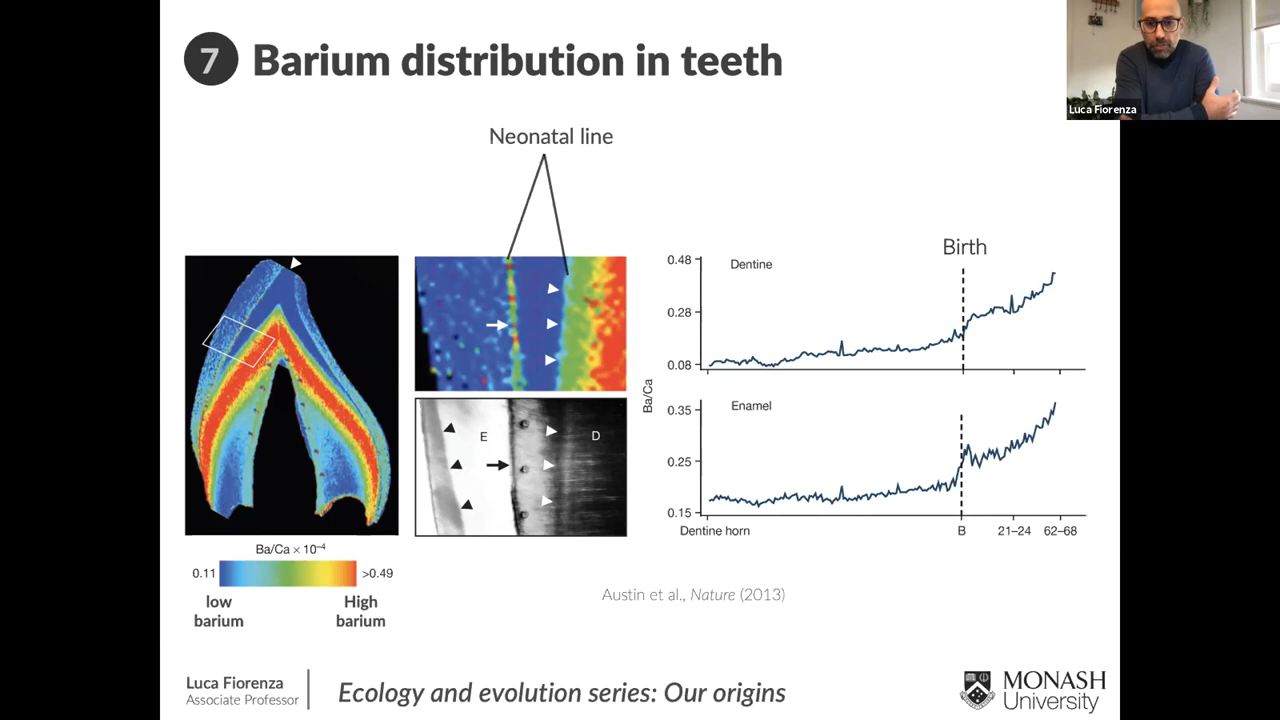 7 Barium distribution in teeth
Luca Fiorenza
Neonatal line
Birth
0.48
Dentine
0.28
0.08
Ba/Ca
0.35
Enamel
0.25
0.15
Dentine horn
B
21–24
62–68
E
D
Ba/Ca × 10–4
0.11
>0.49
low
barium
High
barium
Austin et al., Nature (2013)
Luca Fiorenza
Associate Professor
Ecology and evolution series: Our origins
MONASH
University